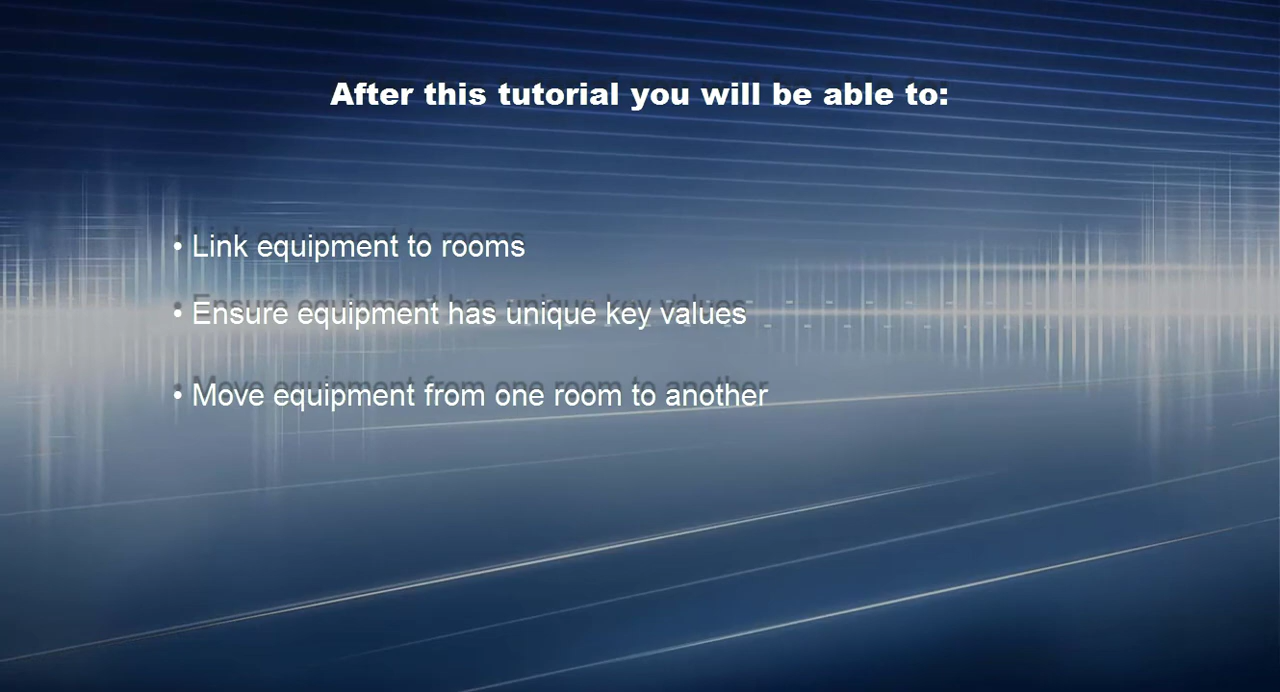 After this tutorial you will be able to:
• Link equipment to rooms
• Ensure equipment has unique key values
• Move equipment from one room to another